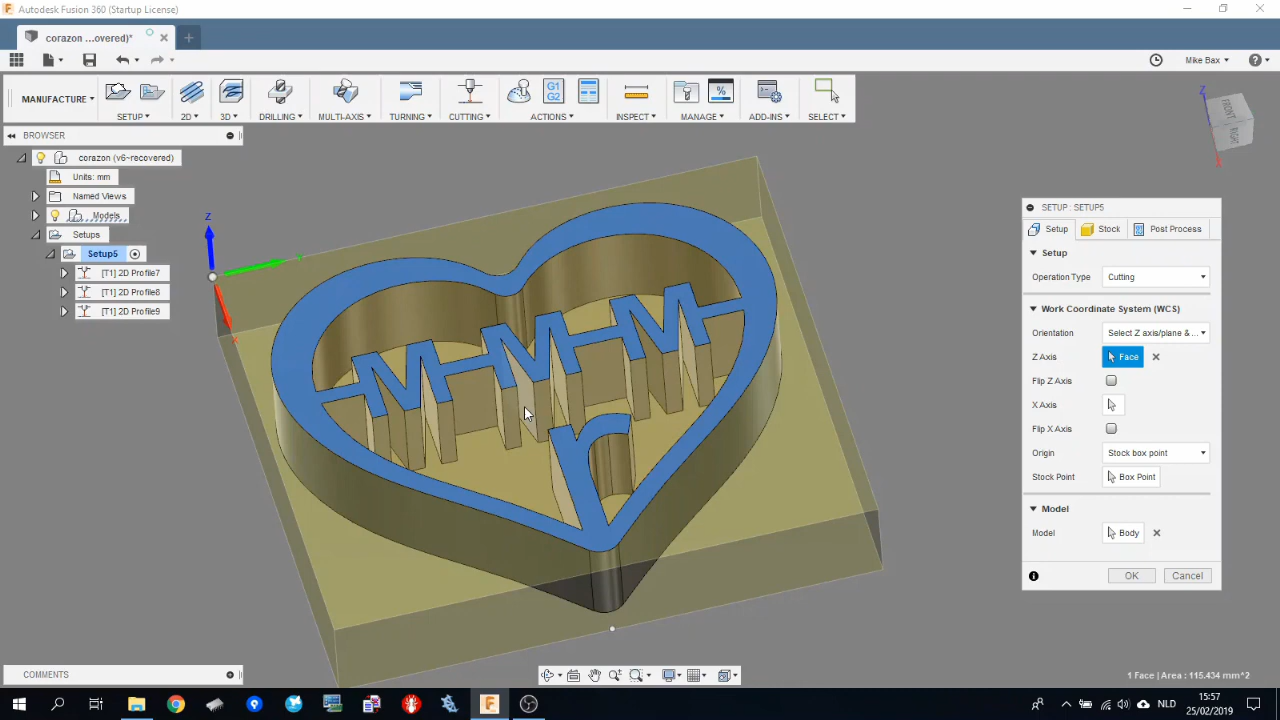 Autodesk Fusion 360 (Startup License)
corazon ...overed)*
Mike Bax
MANUFACTURE
G1
G2
SETUP
2D
3D
DRILLING
MULTI-AXIS
TURNING
CUTTING
ACTIONS
INSPECT
MANAGE
ADD-INS
SELECT
BROWSER
corazon (v6~recovered)
Units: mm
Named Views
Models
Setups
Setup5
[T1] 2D Profile7
[T1] 2D Profile8
[T1] 2D Profile9
Z
X
Z
FRONT
RIGHT
X
M M M
r
SETUP : SETUP5
Setup
Stock
Post Process
Setup
Operation Type
Cutting
Work Coordinate System (WCS)
Orientation
Select Z axis/plane & ...
Z Axis
Face
Flip Z Axis
X Axis
Flip X Axis
Origin
Stock box point
Stock Point
Box Point
Model
Model
Body
OK
Cancel
COMMENTS
1 Face | Area : 115.434 mm^2
NLD
15:57
25/02/2019